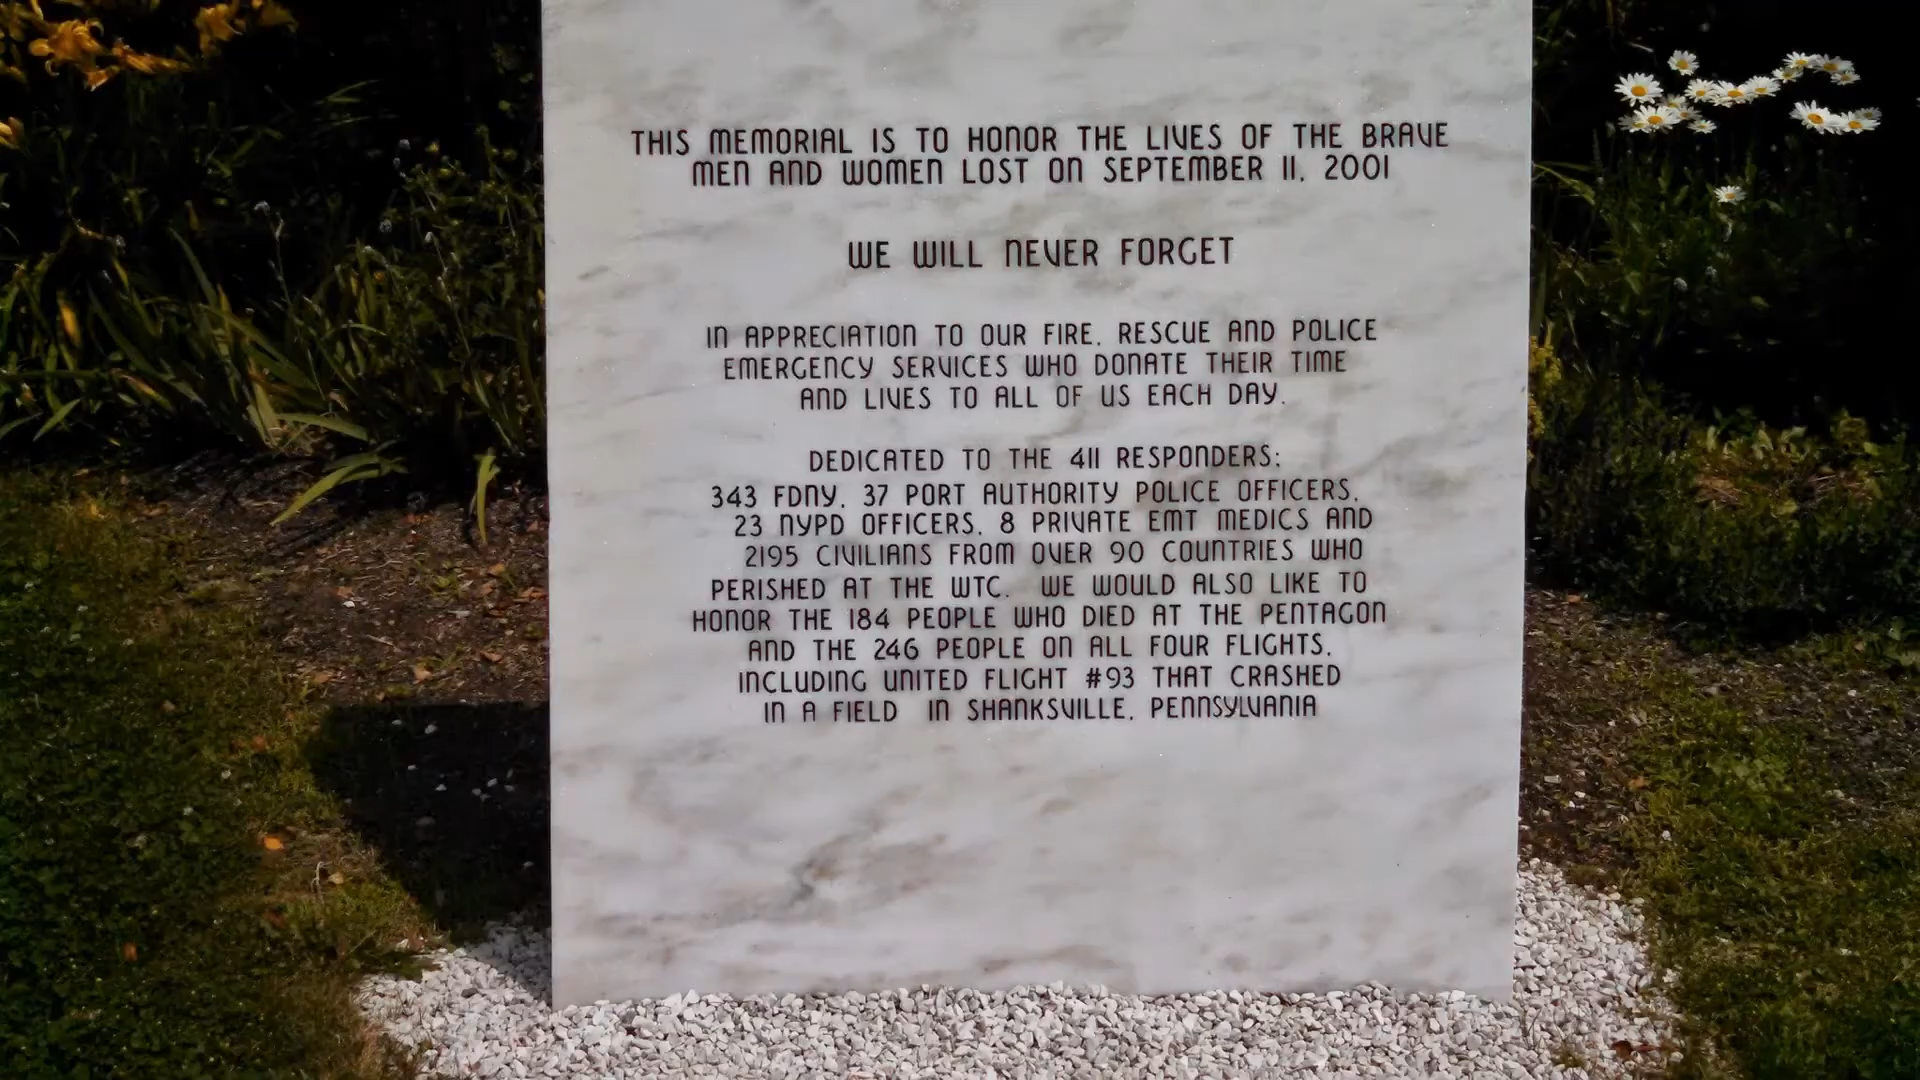 THIS MEMORIAL IS TO HONOR THE LIVES OF THE BRAVE
MEN AND WOMEN LOST ON SEPTEMBER 11, 2001
WE WILL NEVER FORGET
IN APPRECIATION TO OUR FIRE, RESCUE AND POLICE
EMERGENCY SERVICES WHO DONATE THEIR TIME
AND LIVES TO ALL OF US EACH DAY.
DEDICATED TO THE 411 RESPONDERS:
343 FDNY, 37 PORT AUTHORITY POLICE OFFICERS,
23 NYPD OFFICERS, 8 PRIVATE EMT MEDICS AND
2195 CIVILIANS FROM OVER 90 COUNTRIES WHO
PERISHED AT THE WTC. WE WOULD ALSO LIKE TO
HONOR THE 184 PEOPLE WHO DIED AT THE PENTAGON
AND THE 246 PEOPLE ON ALL FOUR FLIGHTS,
INCLUDING UNITED FLIGHT #93 THAT CRASHED
IN A FIELD IN SHANKSVILLE, PENNSYLVANIA